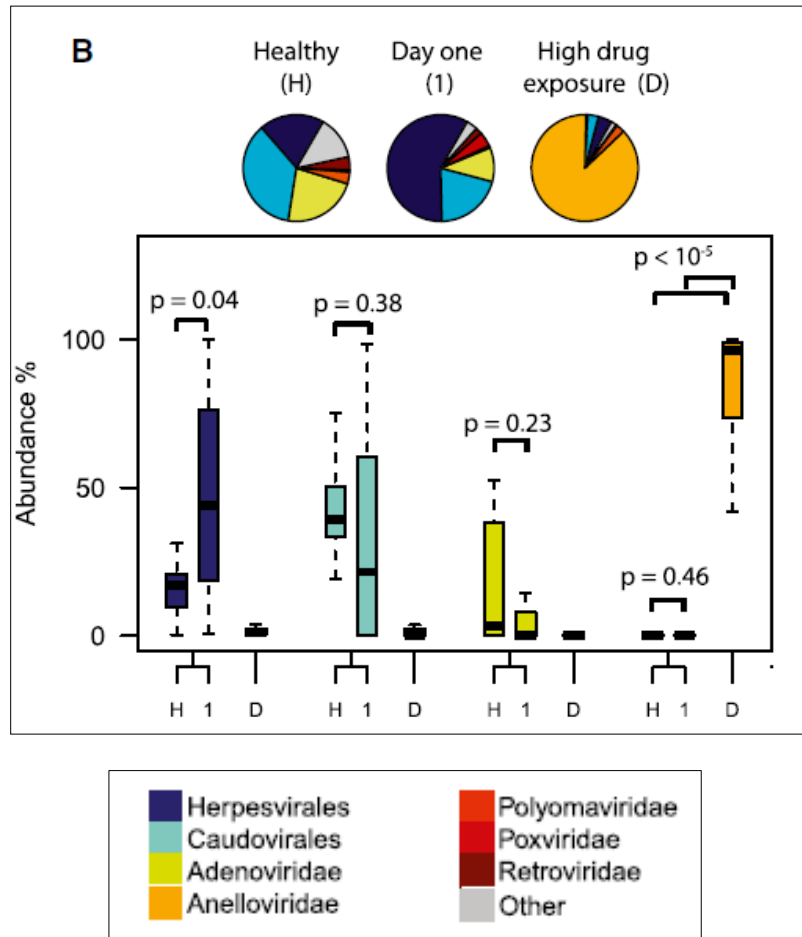 B
Healthy
(H)
Day one
(1)
High drug
exposure (D)
p = 0.04
p = 0.38
p = 0.23
p = 0.46
p < 10⁻⁵
Abundance %
100
50
0
H 1 D H 1 D H 1 D H 1 D
Herpesvirales
Caudovirales
Adenoviridae
Anelloviridae
Polyomaviridae
Poxviridae
Retroviridae
Other